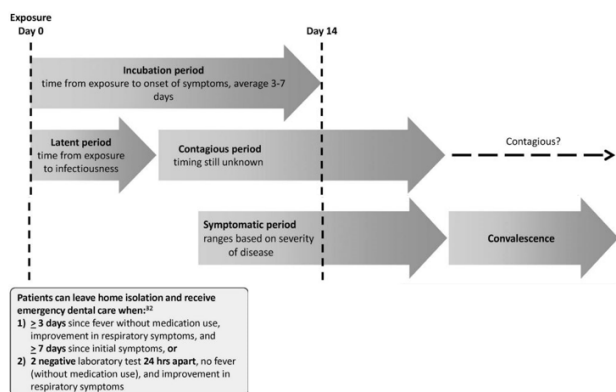 Exposure
Day 0
Day 14
Incubation period
time from exposure to onset of symptoms, average 3-7
days
Latent period
time from exposure
to infectiousness
Contagious period
timing still unknown
Contagious?
Symptomatic period
ranges based on severity
of disease
Convalescence
Patients can leave home isolation and receive
emergency dental care when:³²
1) ≥ 3 days since fever without medication use,
improvement in respiratory symptoms, and
≥ 7 days since initial symptoms, or
2) 2 negative laboratory test 24 hrs apart, no fever
(without medication use), and improvement in
respiratory symptoms